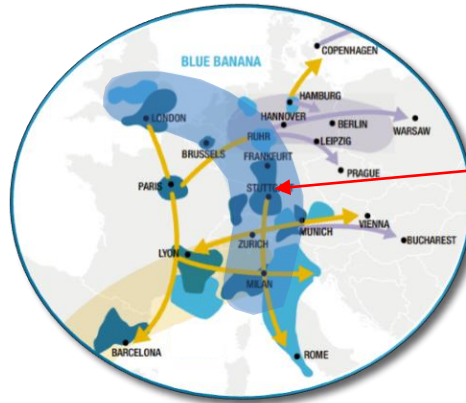 COPENHAGEN
BLUE BANANA
HAMBURG
LONDON
HANNOVER
BERLIN
WARSAW
RUHR
LEIPZIG
BRUSSELS
FRANKFURT
PRAGUE
PARIS
STUTTG
VIENNA
MUNICH
ZURICH
BUCHAREST
LYON
MILAN
BARCELONA
ROME